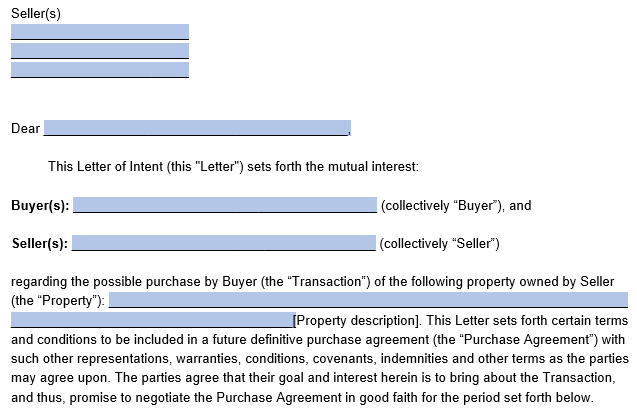 Seller(s)
Dear ,
This Letter of Intent (this "Letter") sets forth the mutual interest:
Buyer(s): (collectively “Buyer”), and
Seller(s): (collectively “Seller”)
regarding the possible purchase by Buyer (the “Transaction”) of the following property owned by Seller
(the “Property”):
[Property description]. This Letter sets forth certain terms
and conditions to be included in a future definitive purchase agreement (the “Purchase Agreement”) with
such other representations, warranties, conditions, covenants, indemnities and other terms as the parties
may agree upon. The parties agree that their goal and interest herein is to bring about the Transaction,
and thus, promise to negotiate the Purchase Agreement in good faith for the period set forth below.